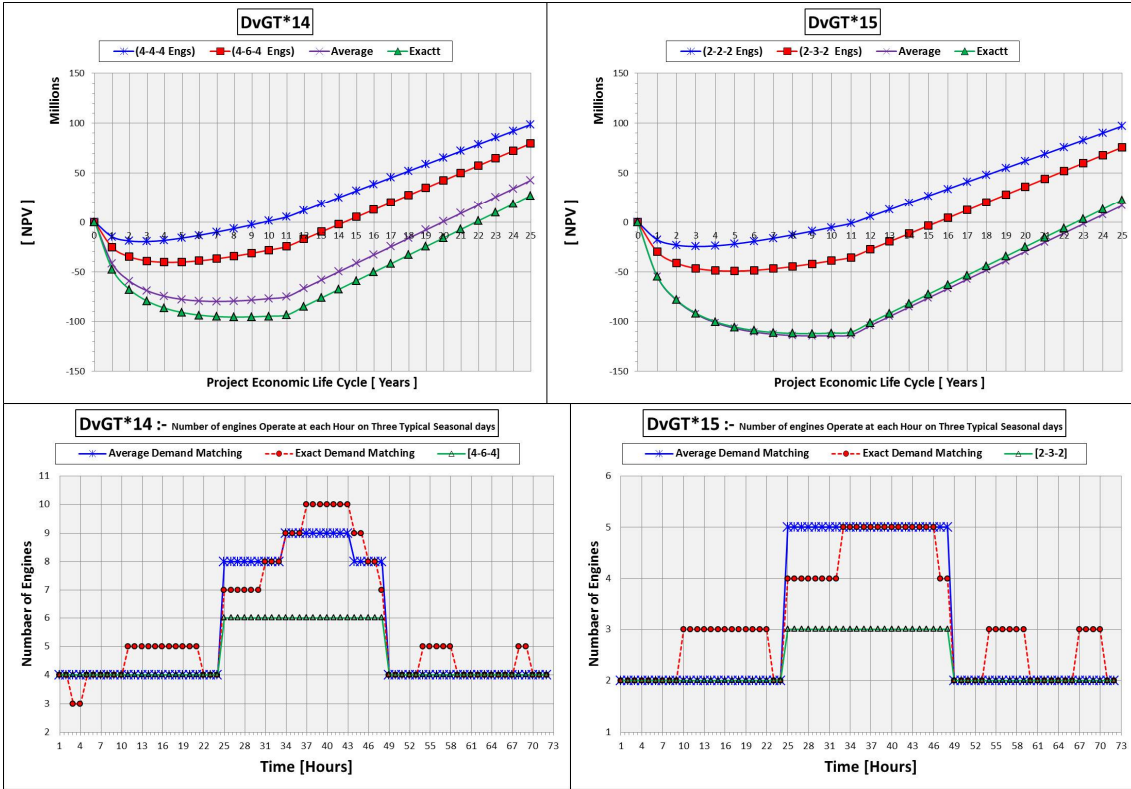 DvGT*14
(4-4-4 Engs) (4-6-4 Engs) Average Exactt
Millions
[ NPV ]
150
100
50
0
-50
-100
-150
0 1 2 3 4 5 6 7 8 9 10 11 12 13 14 15 16 17 18 19 20 21 22 23 24 25
Project Economic Life Cycle [ Years ]
DvGT*15
(2-2-2 Engs) (2-3-2 Engs) Average Exactt
Millions
[ NPV ]
150
100
50
0
-50
-100
-150
0 1 2 3 4 5 6 7 8 9 10 11 12 13 14 15 16 17 18 19 20 21 22 23 24 25
Project Economic Life Cycle [ Years ]
DvGT*14 :- Number of engines Operate at each Hour on Three Typical Seasonal days
Average Demand Matching Exact Demand Matching [4-6-4]
Numbaer of Engines
11
10
9
8
7
6
5
4
3
2
1 4 7 10 13 16 19 22 25 28 31 34 37 40 43 46 49 52 55 58 61 64 67 70 73
Time [Hours]
DvGT*15 :- Number of engines Operate at each Hour on Three Typical Seasonal days
Average Demand Matching Exact Demand Matching [2-3-2]
Numbaer of Engines
6
5
4
3
2
1
1 4 7 10 13 16 19 22 25 28 31 34 37 40 43 46 49 52 55 58 61 64 67 70 73
Time [Hours]